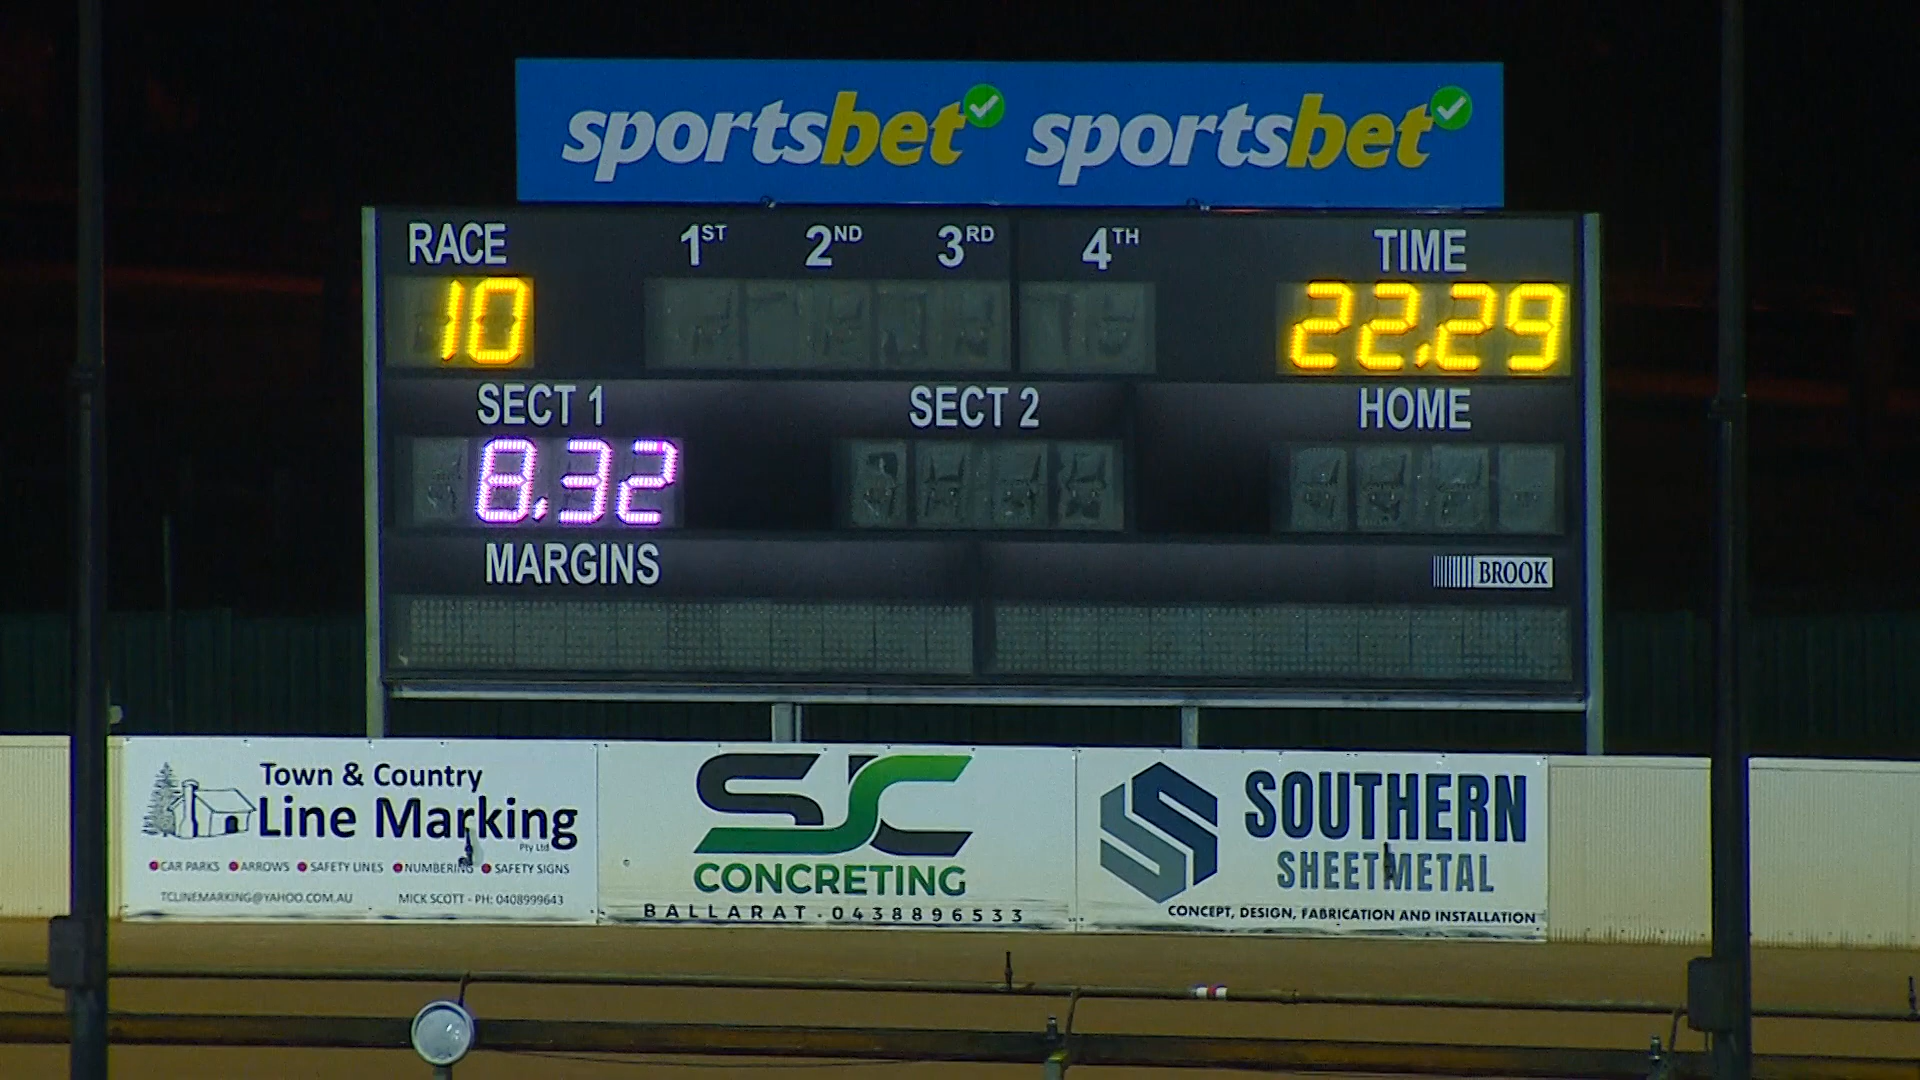 sportsbet sportsbet
RACE 1ST 2ND 3RD 4TH TIME
10 22.29
SECT 1 SECT 2 HOME
8.32
MARGINS
BROOK
Town & Country
Line Marking
Pty Ltd
CAR PARKS ARROWS SAFETY LINES NUMBERING SAFETY SIGNS
TCLINEMARKING@YAHOO.COM.AU MICK SCOTT - PH: 0408999643
SJC
CONCRETING
BALLARAT - 0438896533
SOUTHERN
SHEETMETAL
CONCEPT, DESIGN, FABRICATION AND INSTALLATION